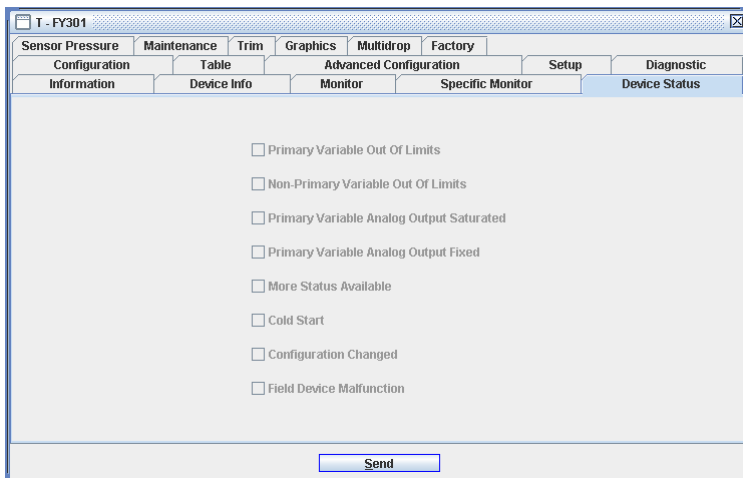 T - FY301
Sensor Pressure Maintenance Trim Graphics Multidrop Factory
Configuration Table Advanced Configuration Setup Diagnostic
Information Device Info Monitor Specific Monitor Device Status
Primary Variable Out Of Limits
Non-Primary Variable Out Of Limits
Primary Variable Analog Output Saturated
Primary Variable Analog Output Fixed
More Status Available
Cold Start
Configuration Changed
Field Device Malfunction
Send